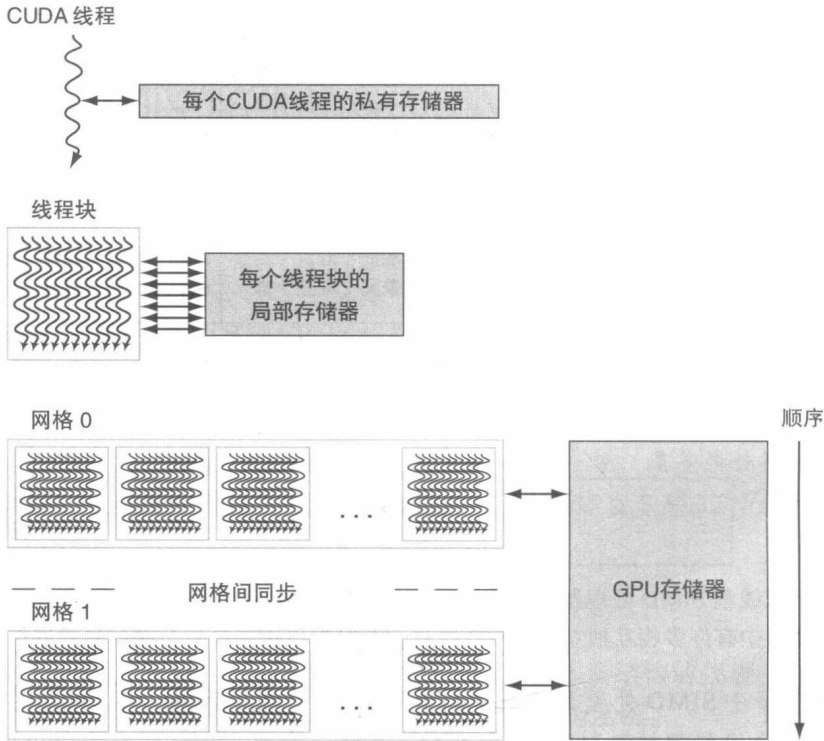 CUDA 线程
每个CUDA线程的私有存储器
线程块
每个线程块的
局部存储器
网格 0
顺序
...
网格间同步
GPU存储器
网格 1
...